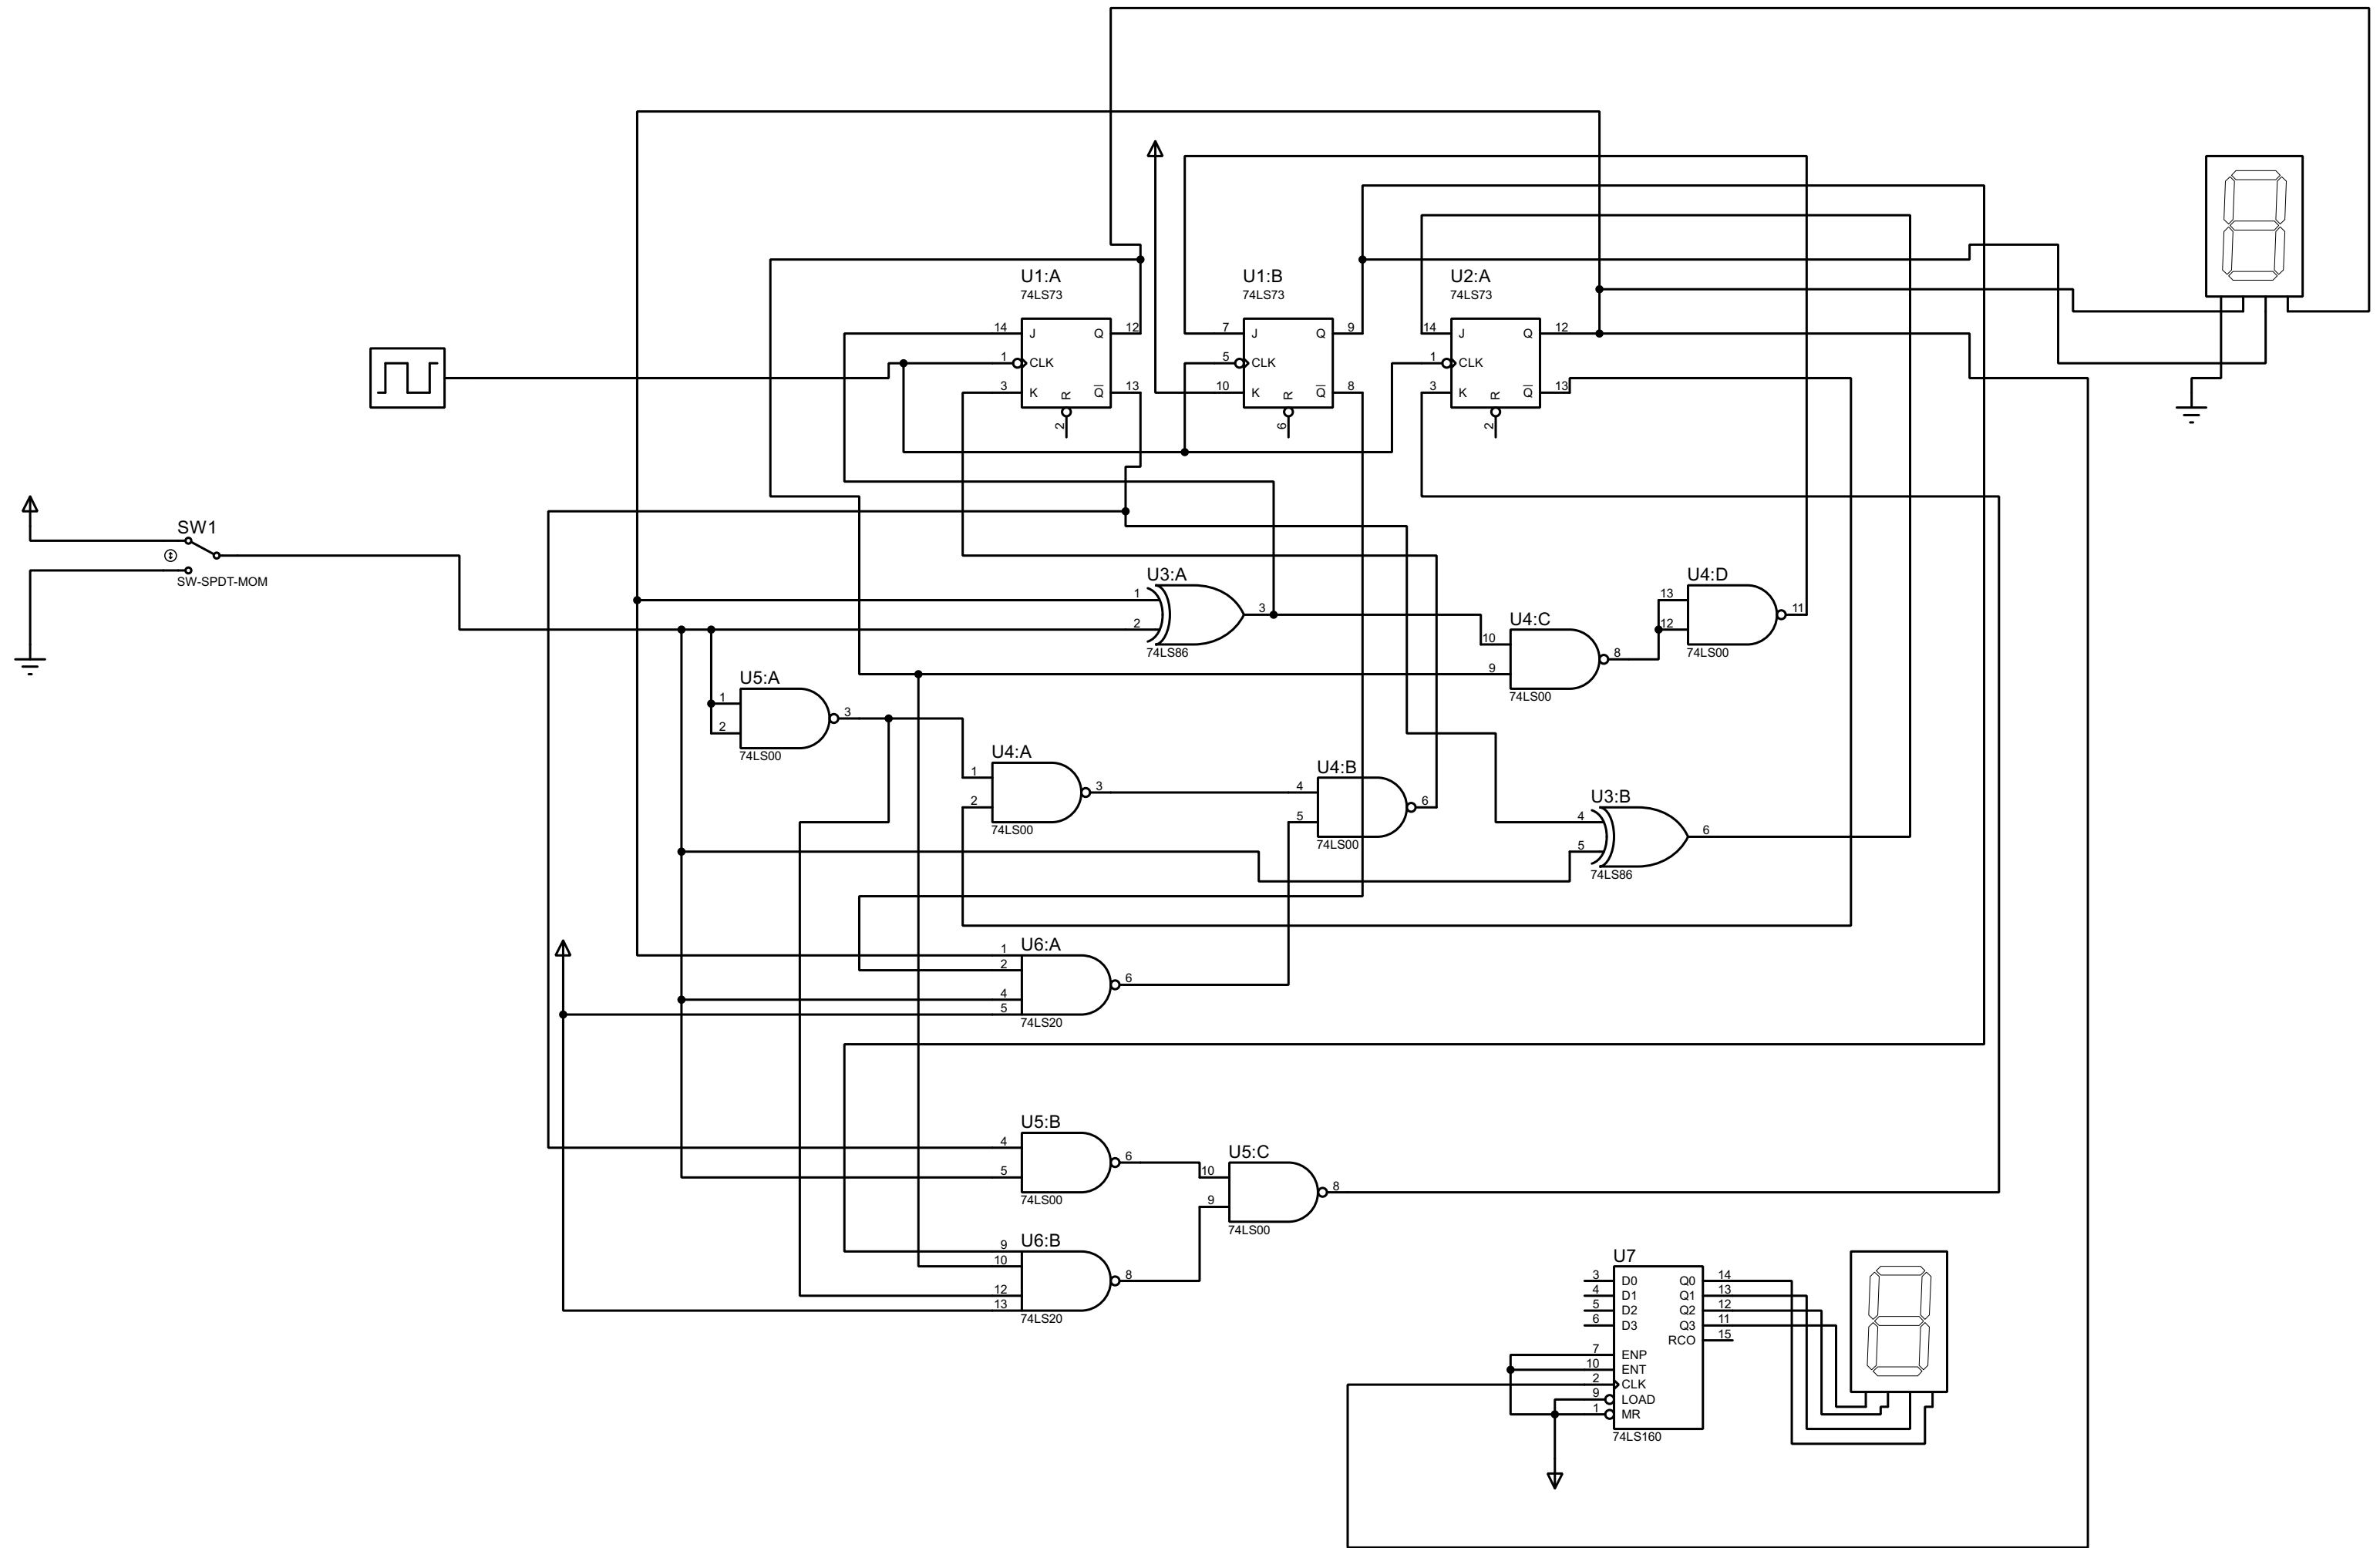 U1:A
74LS73
14 J Q 12
1 CLK
3 K R Q 13
2
U1:B
74LS73
7 J Q 9
5 CLK
10 K R Q 8
6
U2:A
74LS73
14 J Q 12
1 CLK
3 K R Q 13
2
SW1
SW-SPDT-MOM
U3:A
1
2
3
74LS86
U4:C
10
9
8
74LS00
U4:D
13
12
11
74LS00
U5:A
1
2
3
74LS00
U4:A
1
2
3
74LS00
U4:B
4
5
6
74LS00
U3:B
4
5
6
74LS86
U6:A
1
2
4
5
6
74LS20
U5:B
4
5
6
74LS00
U5:C
10
9
8
74LS00
U6:B
9
10
12
13
8
74LS20
U7
3 D0 Q0 14
4 D1 Q1 13
5 D2 Q2 12
6 D3 Q3 11
RCO 15
7 ENP
10 ENT
2 CLK
9 LOAD
1 MR
74LS160